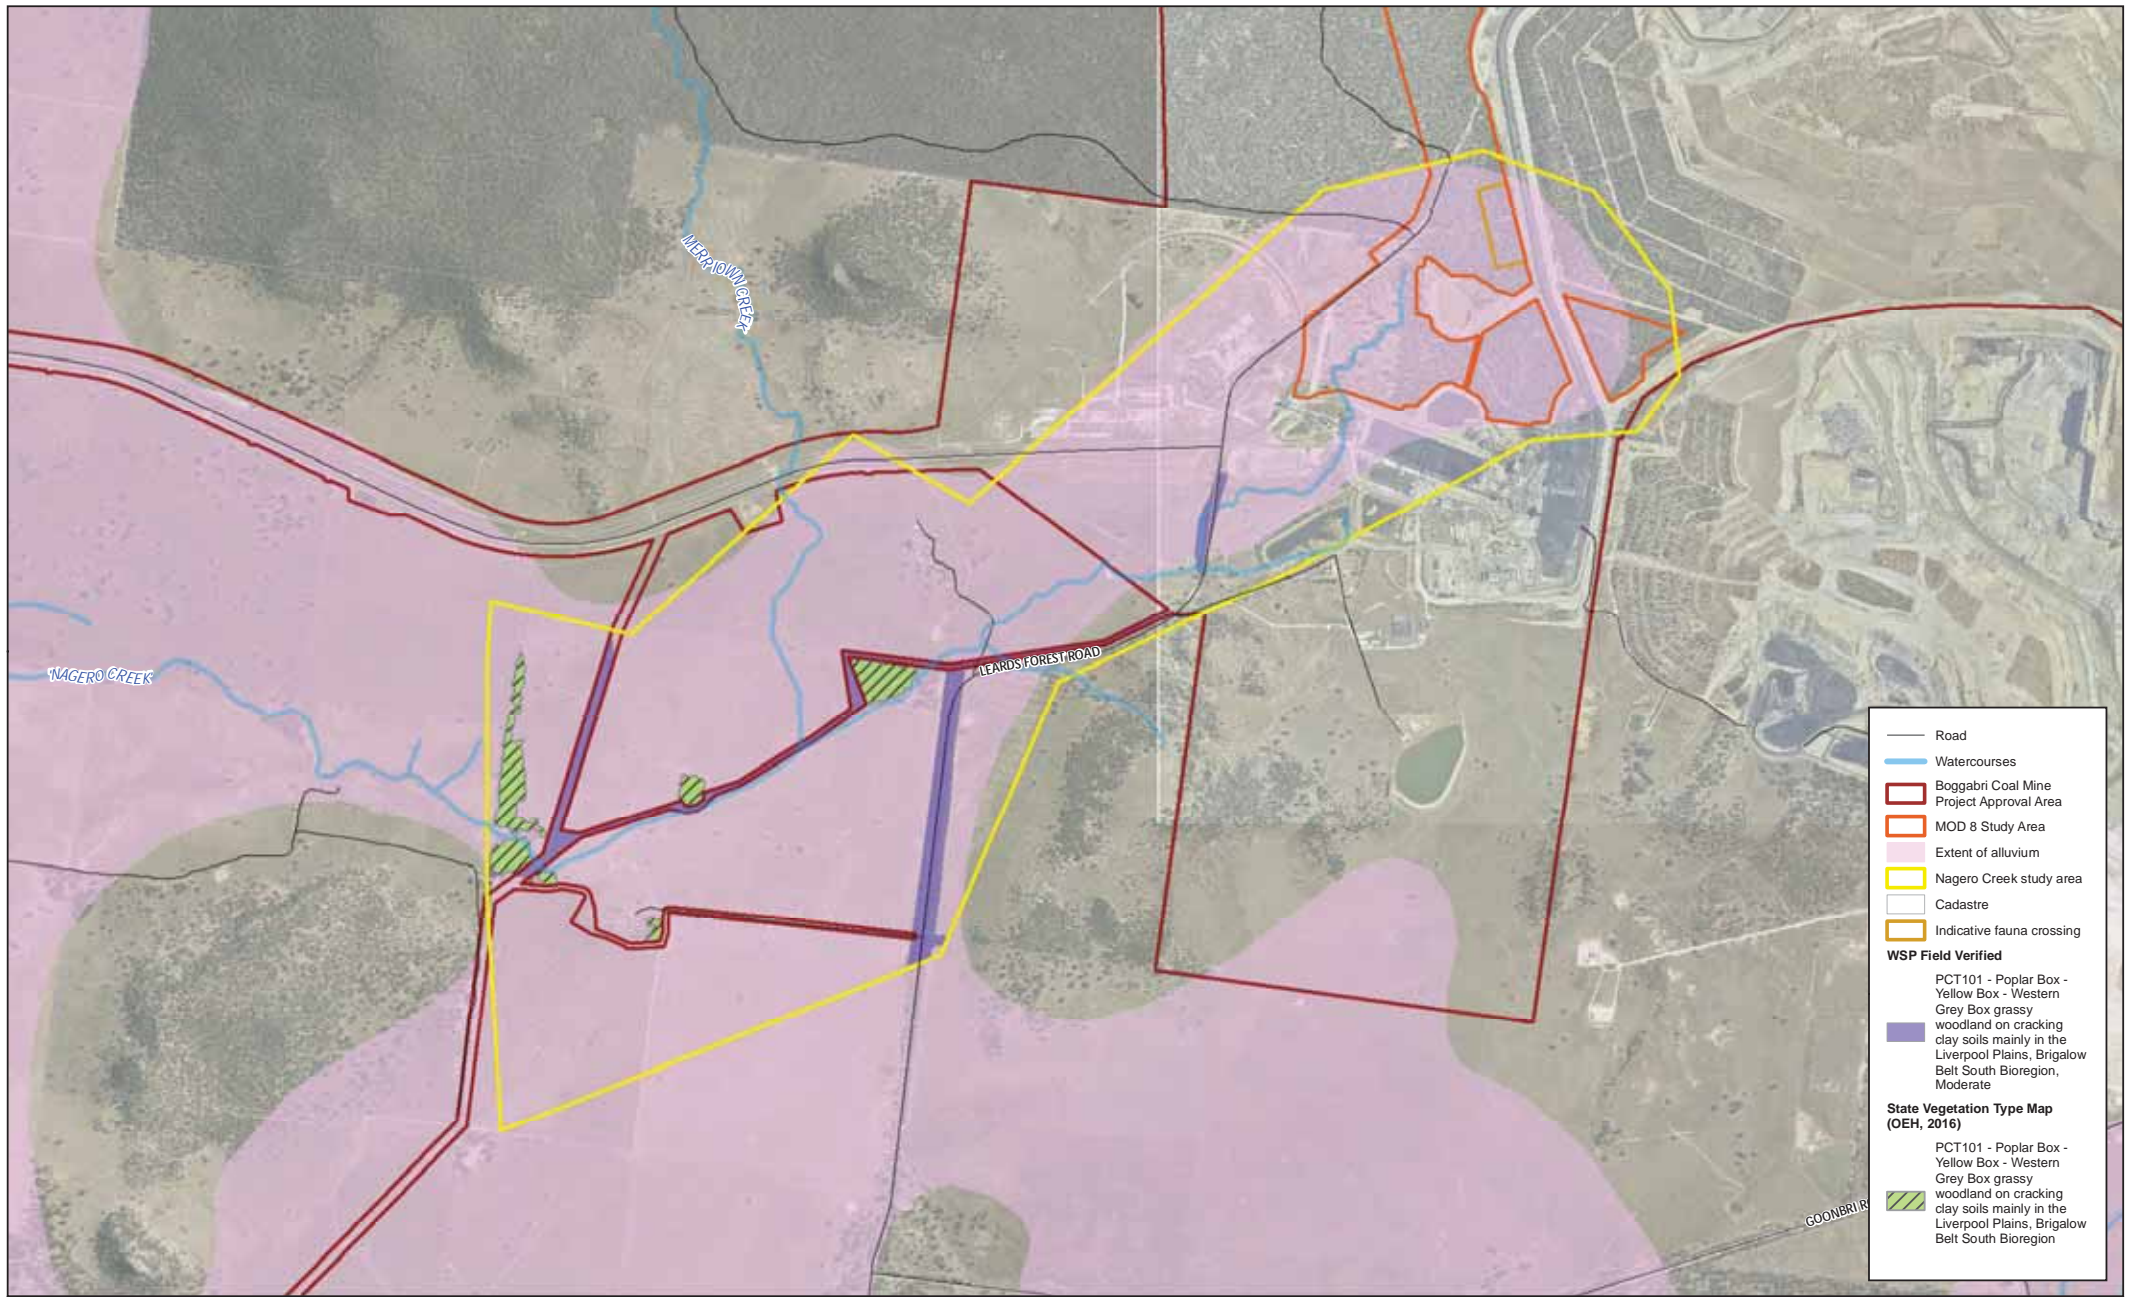 MERRIOWN CREEK
NAGERO CREEK
LEARDS FOREST ROAD
Road
Watercourses
Boggabri Coal Mine
Project Approval Area
MOD 8 Study Area
Extent of alluvium
Nagero Creek study area
Cadastre
Indicative fauna crossing
WSP Field Verified
PCT101 - Poplar Box -
Yellow Box - Western
Grey Box grassy
woodland on cracking
clay soils mainly in the
Liverpool Plains, Brigalow
Belt South Bioregion,
Moderate
State Vegetation Type Map
(OEH, 2016)
PCT101 - Poplar Box -
Yellow Box - Western
Grey Box grassy
woodland on cracking
clay soils mainly in the
Liverpool Plains, Brigalow
Belt South Bioregion
GOONBRI